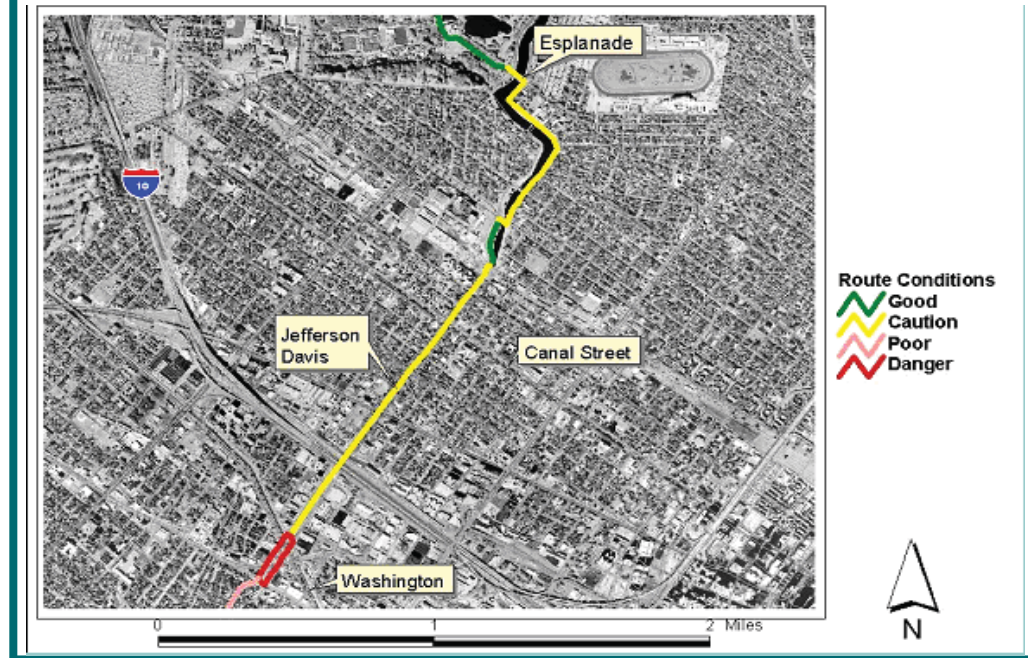 Esplanade
10
Jefferson
Davis
Canal Street
Washington
Route Conditions
Good
Caution
Poor
Danger
0 1 2 Miles
N